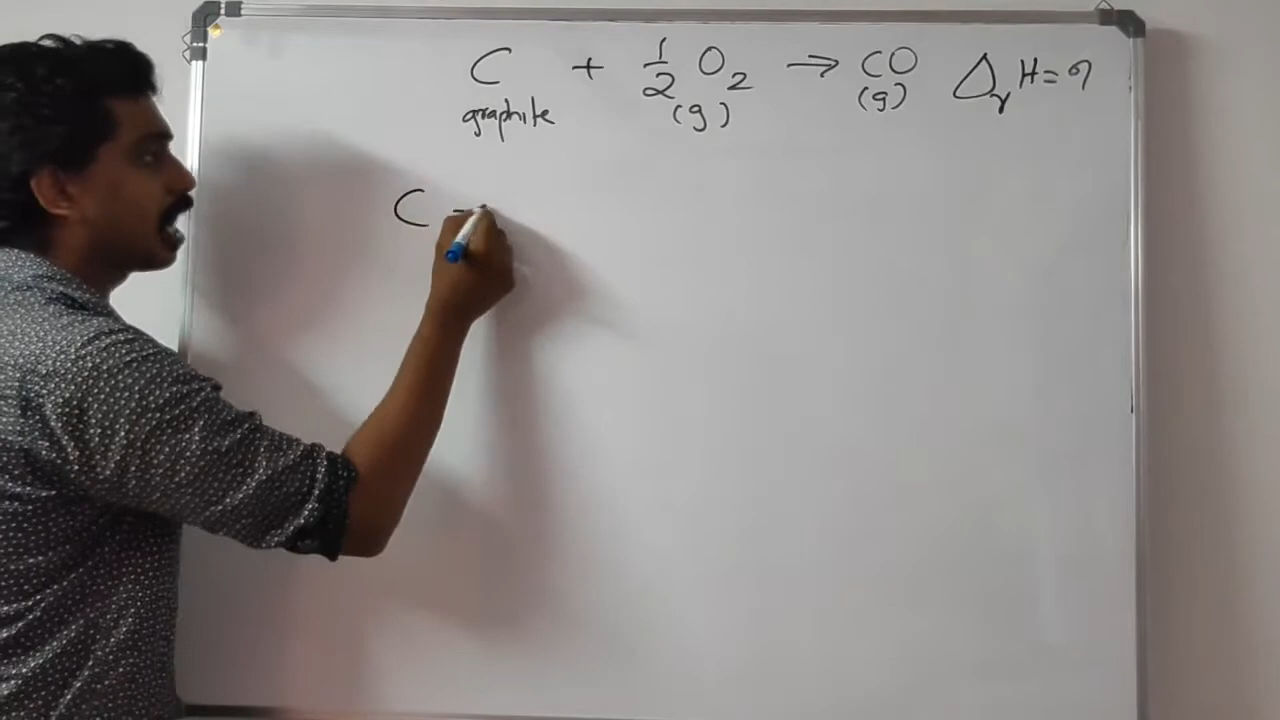 C + 1/2 O2 → CO ΔrH = ?
graphite (g) (g)
C